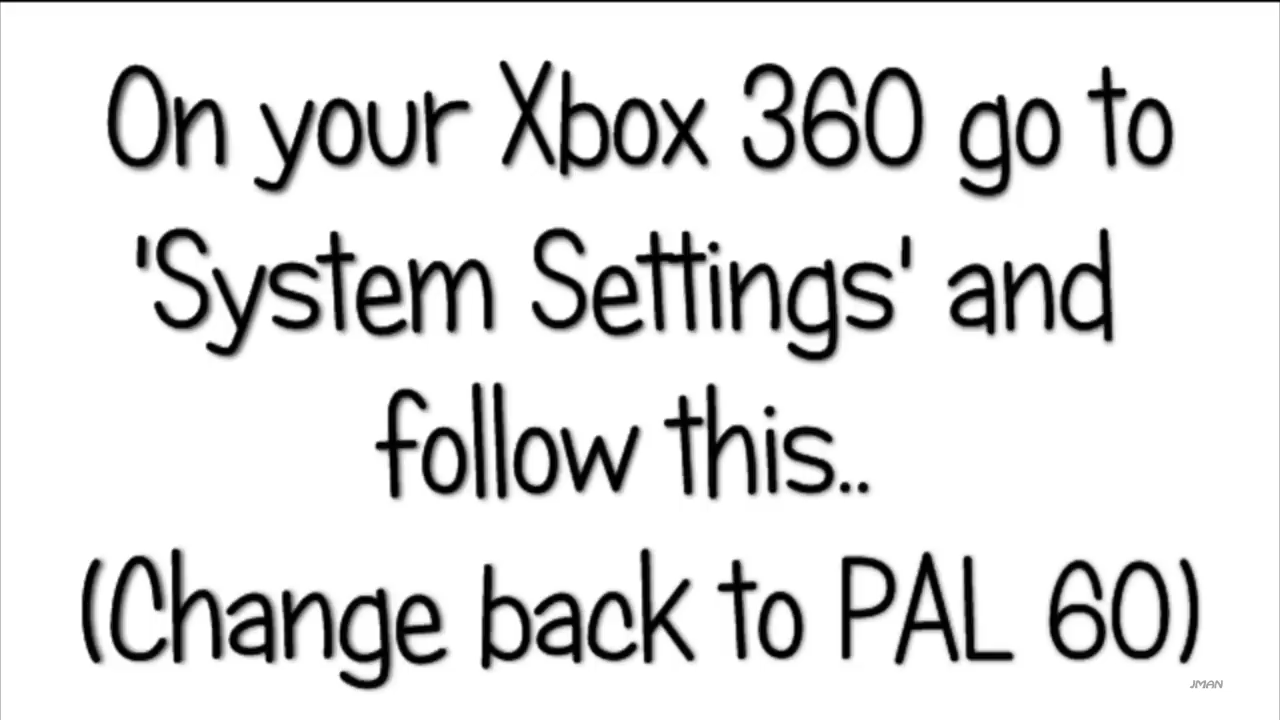 On your Xbox 360 go to
'System Settings' and
follow this..
(Change back to PAL 60)
JMAN